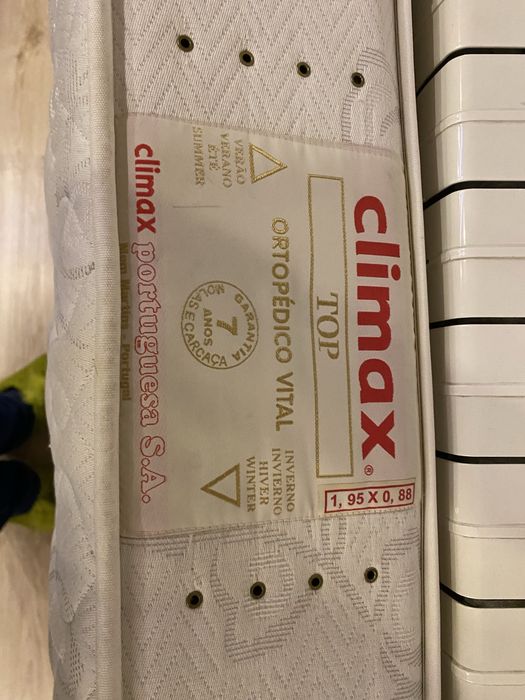 climax®
TOP
ORTOPÉDICO VITAL
VERÃO
VERANO
ÉTÉ
SUMMER
GARANTIA
7
ANOS
MOLAS E CARCAÇA
INVERNO
INVIERNO
HIVER
WINTER
1, 95 X 0, 88
climax portuguesa S.A.
Portugal